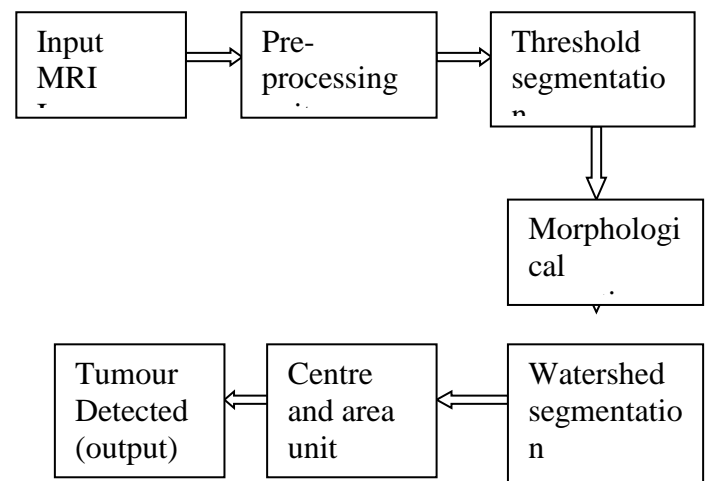 Input
MRI
Pre-
processing
Threshold
segmentatio
n
Morphologi
cal
Watershed
segmentatio
n
Centre
and area
unit
Tumour
Detected
(output)